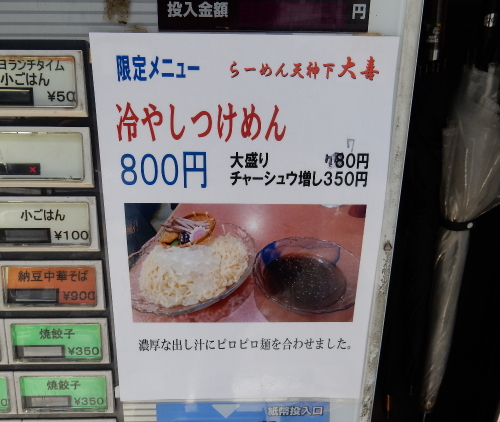 投入金額
円
ランチタイム
小ごはん
¥50
小ごはん
¥100
納豆中華そば
¥900
焼餃子
¥350
焼餃子
¥350
限定メニュー
らーめん天神下 大喜
冷やしつけめん
800円
大盛り
80円
チャーシュウ増し350円
濃厚な出し汁にピロピロ麺を合わせました。
紙幣投入口